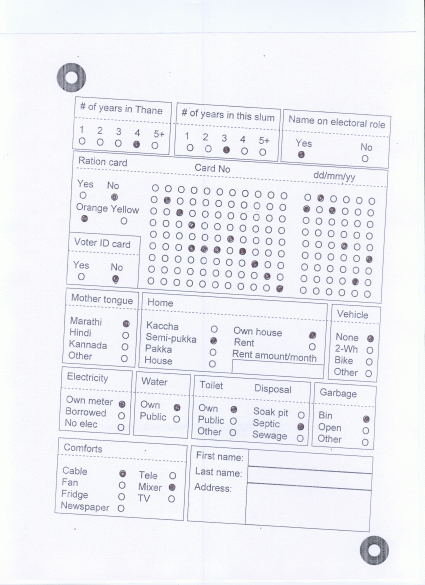 # of years in Thane
1 2 3 4 5+
# of years in this slum
1 2 3 4 5+
Name on electoral role
Yes No
Ration card Card No dd/mm/yy
Yes No
Orange Yellow
Voter ID card
Yes No
Mother tongue
Marathi
Hindi
Kannada
Other
Home
Kaccha
Semi-pukka
Pakka
House
Own house
Rent
Rent amount/month
Vehicle
None
2-Wh
Bike
Other
Electricity
Own meter
Borrowed
No elec
Water
Own
Public
Toilet Disposal
Own
Public
Other
Soak pit
Septic
Sewage
Garbage
Bin
Open
Other
Comforts
Cable
Fan
Fridge
Newspaper
Tele
Mixer
TV
First name:
Last name:
Address: